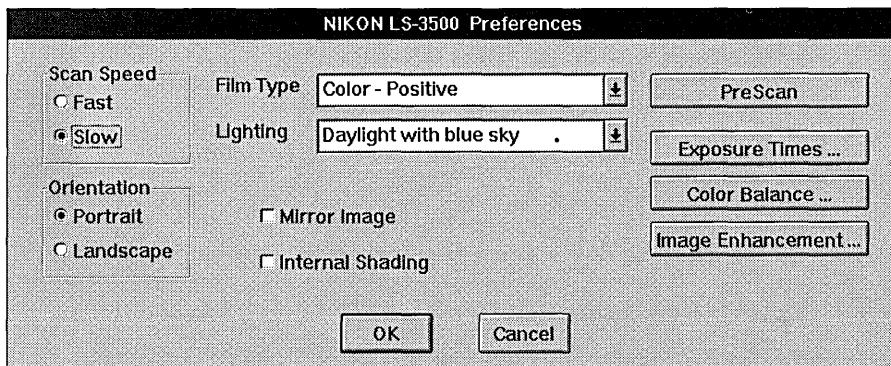 NIKON LS-3500 Preferences
Scan Speed
Fast
Slow
Film Type
Color - Positive
Lighting
Daylight with blue sky
PreScan
Exposure Times ...
Color Balance ...
Image Enhancement ...
Orientation
Portrait
Landscape
Mirror Image
Internal Shading
OK
Cancel